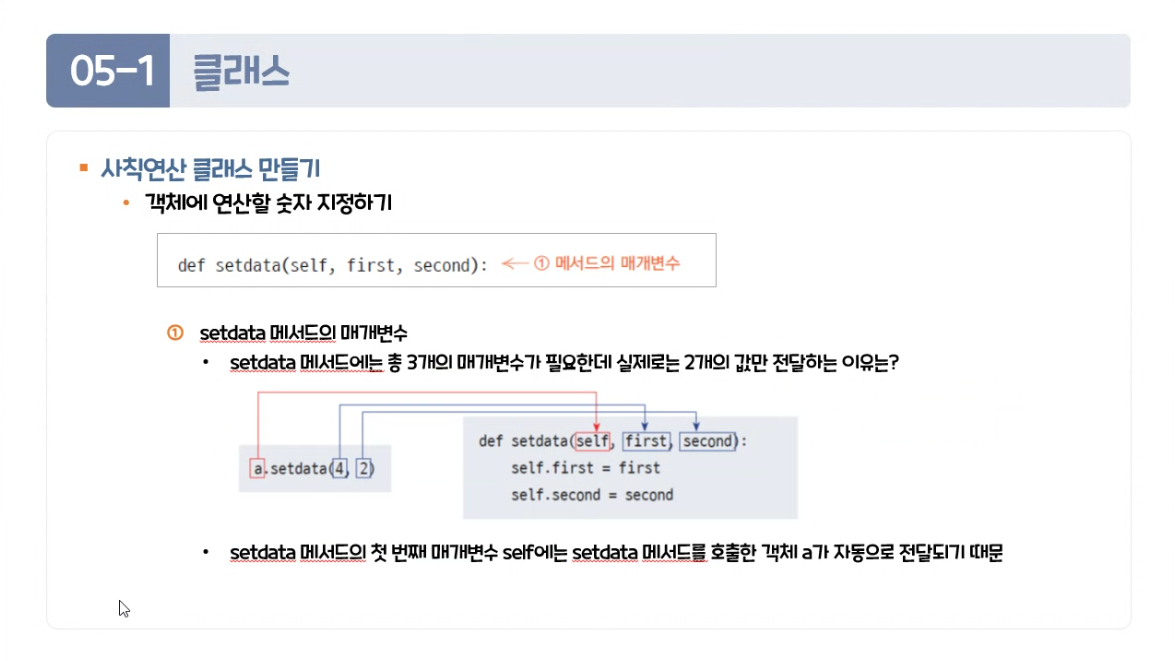 05-1 클래스
사칙연산 클래스 만들기
객체에 연산할 숫자 지정하기
def setdata(self, first, second): ← ① 메서드의 매개변수
① setdata 메서드의 매개변수
• setdata 메서드에는 총 3개의 매개변수가 필요한데 실제로는 2개의 값만 전달하는 이유는?
a.setdata(4, 2)
def setdata(self, first, second):
self.first = first
self.second = second
• setdata 메서드의 첫 번째 매개변수 self에는 setdata 메서드를 호출한 객체 a가 자동으로 전달되기 때문